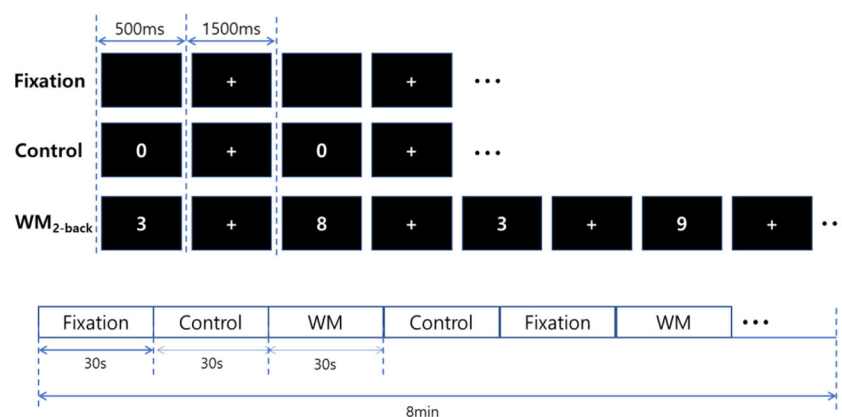 500ms 1500ms
Fixation + + ...
Control 0 + 0 + ...
WM2-back 3 + 8 + 3 + 9 + ..
Fixation Control WM Control Fixation WM ...
30s 30s 30s
8min